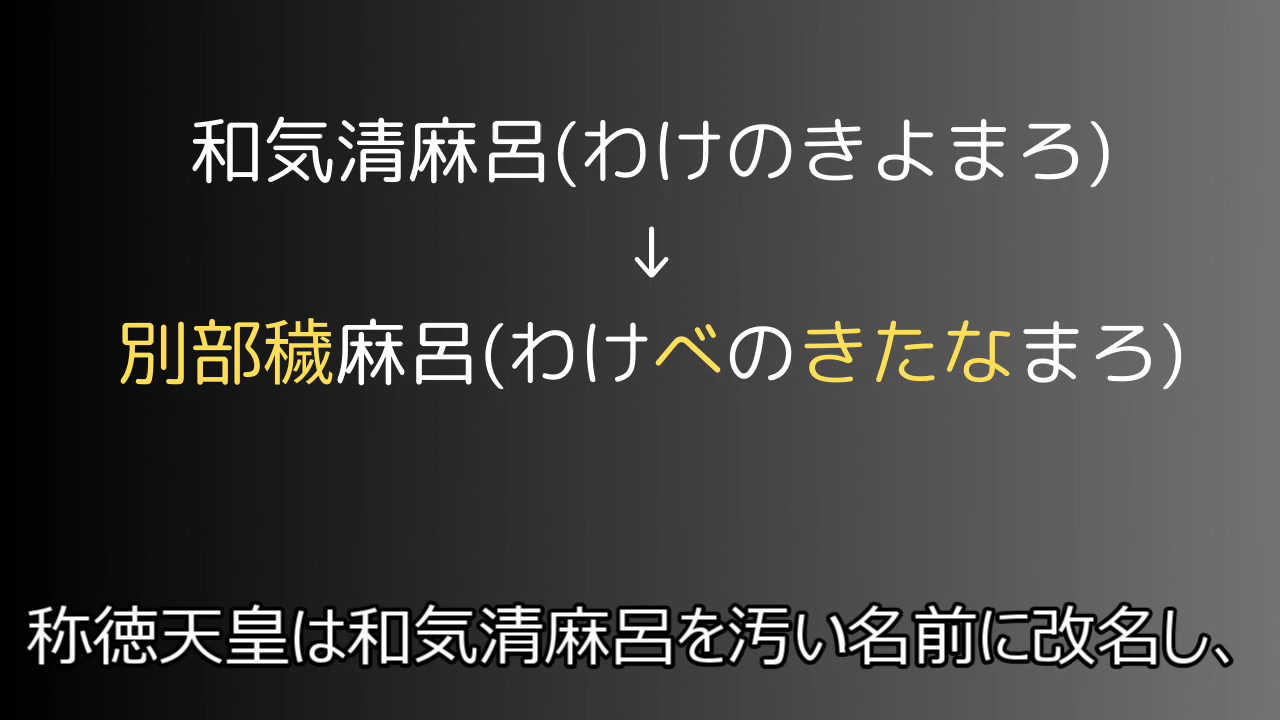 和気清麻呂(わけのきよまろ)
↓
別部穢麻呂(わけべのきたなまろ)
称徳天皇は和気清麻呂を汚い名前に改名し、